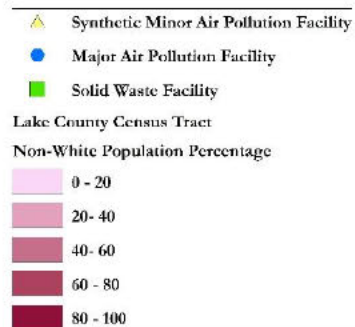 Synthetic Minor Air Pollution Facility
Major Air Pollution Facility
Solid Waste Facility
Lake County Census Tract
Non-White Population Percentage
0 - 20
20- 40
40- 60
60 - 80
80 - 100